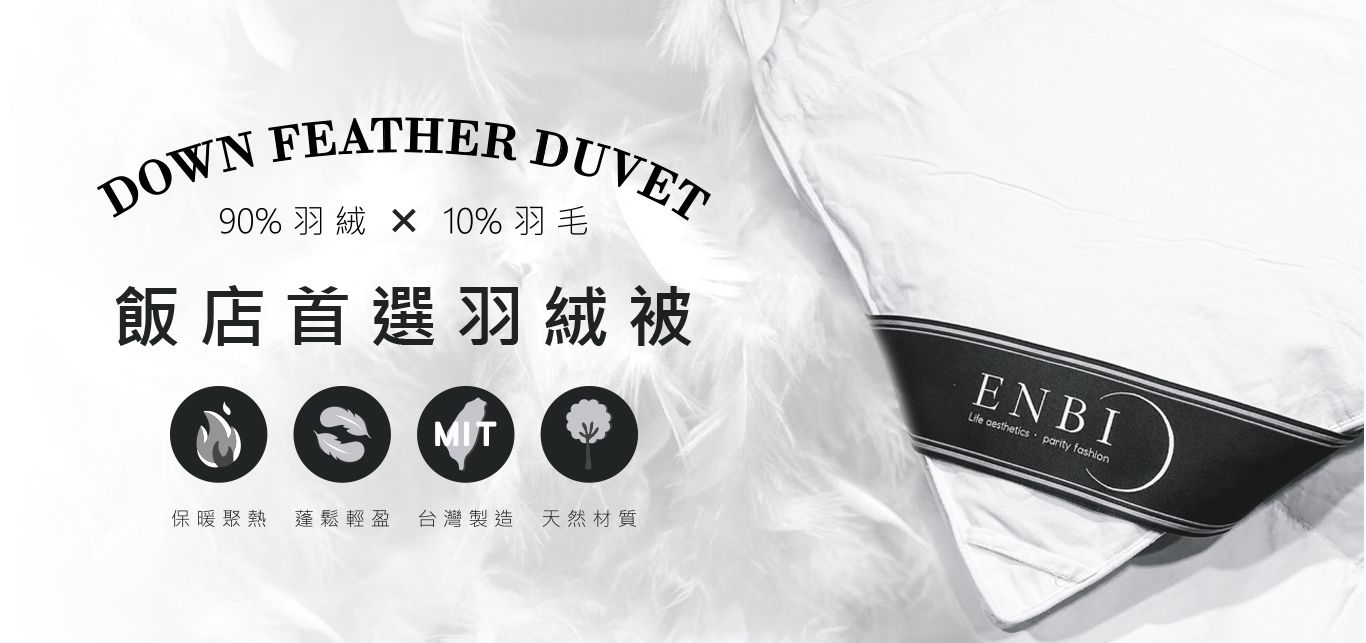 DOWN FEATHER DUVET
90% 羽絨 × 10% 羽毛
飯店首選羽絨被
MIT
保暖聚熱 蓬鬆輕盈 台灣製造 天然材質
ENBI
Life aesthetics · parity fashion